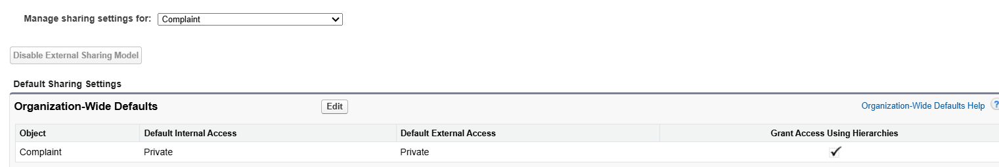 Manage sharing settings for: Complaint
Disable External Sharing Model
Default Sharing Settings
Organization-Wide Defaults Edit Organization-Wide Defaults Help ?
Object Default Internal Access Default External Access Grant Access Using Hierarchies
Complaint Private Private